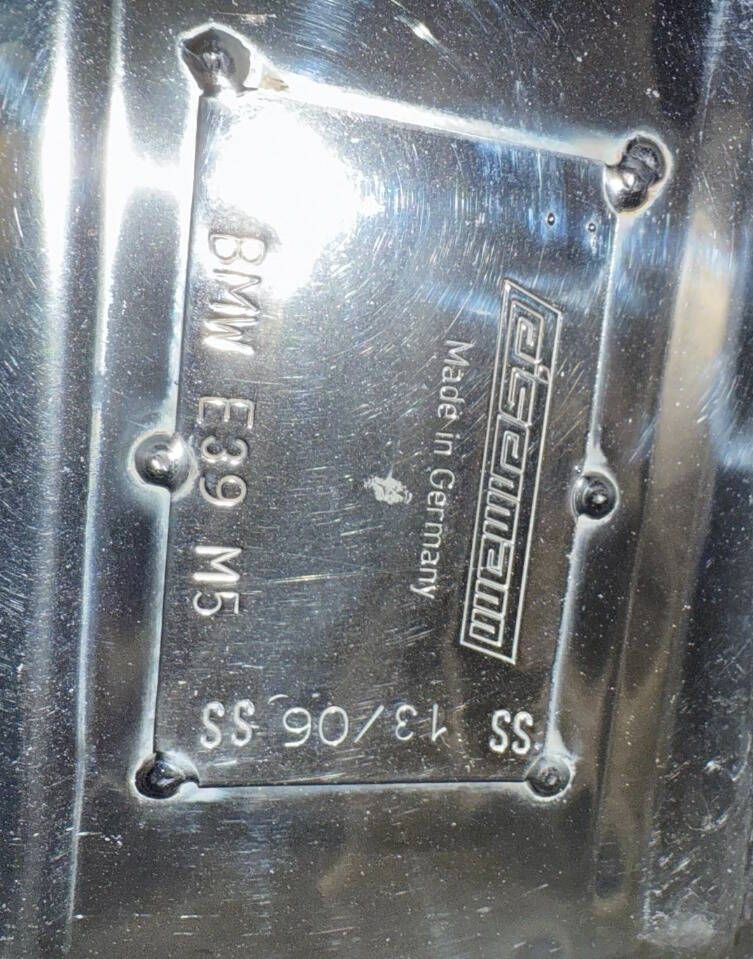 eisenmann
Made in Germany
BMW E39 M5
SS 13/06 SS